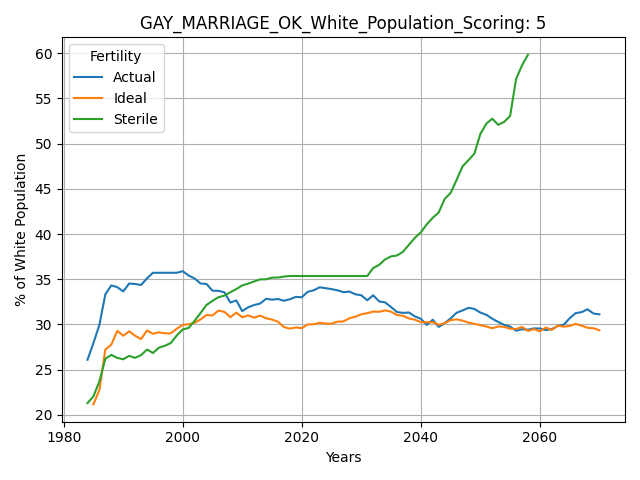 GAY_MARRIAGE_OK_White_Population_Scoring: 5
Fertility
Actual
Ideal
Sterile
% of White Population
60
55
50
45
40
35
30
25
20
1980
2000
2020
2040
2060
Years